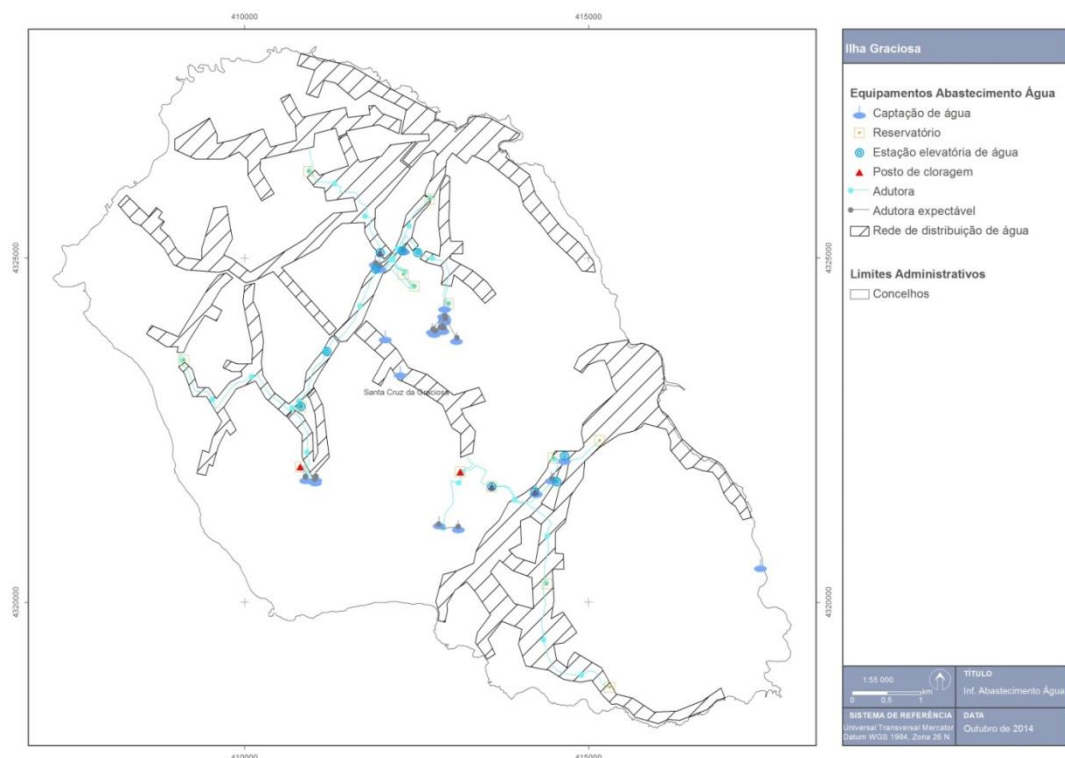 410000
415000
4325000
4325000
4320000
4320000
410000
415000
Santa Cruz da Graciosa
Ilha Graciosa
Equipamentos Abastecimento Água
Captação de água
Reservatório
Estação elevatória de água
Posto de cloragem
Adutora
Adutora expectável
Rede de distribuição de água
Limites Administrativos
Concelhos
1:55 000
km
0 0,5 1
TÍTULO
Inf. Abastecimento Água
SISTEMA DE REFERÊNCIA
Universal Transversal Mercator
Datum WGS 1984, Zona 26 N
DATA
Outubro de 2014